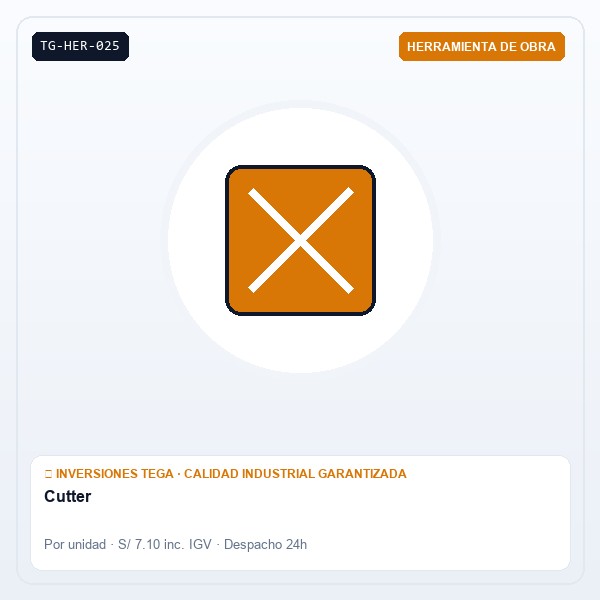 TG-HER-025
HERRAMIENTA DE OBRA
INVERSIONES TEGA · CALIDAD INDUSTRIAL GARANTIZADA
Cutter
Por unidad · S/ 7.10 inc. IGV · Despacho 24h